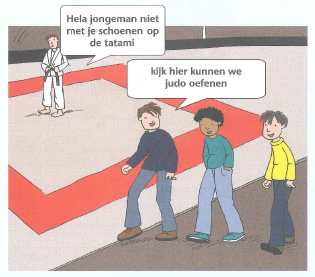 Hela jongeman niet
met je schoenen op
de tatami
kijk hier kunnen we
judo oefenen